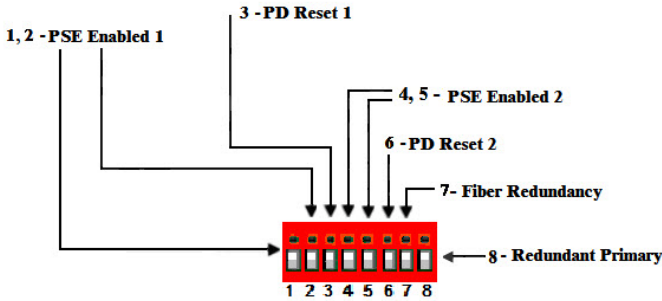 3 - PD Reset 1
1, 2 - PSE Enabled 1
4, 5 - PSE Enabled 2
6 - PD Reset 2
7- Fiber Redundancy
8 - Redundant Primary
1 2 3 4 5 6 7 8